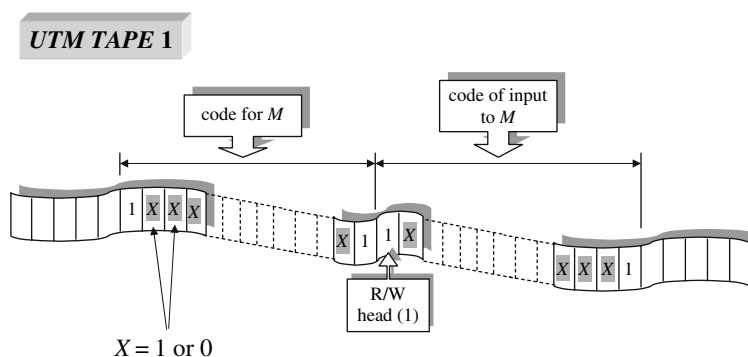 UTM TAPE 1
code for M
code of input
to M
1 X X X
X 1 1 X
X X X 1
R/W
head (1)
X = 1 or 0